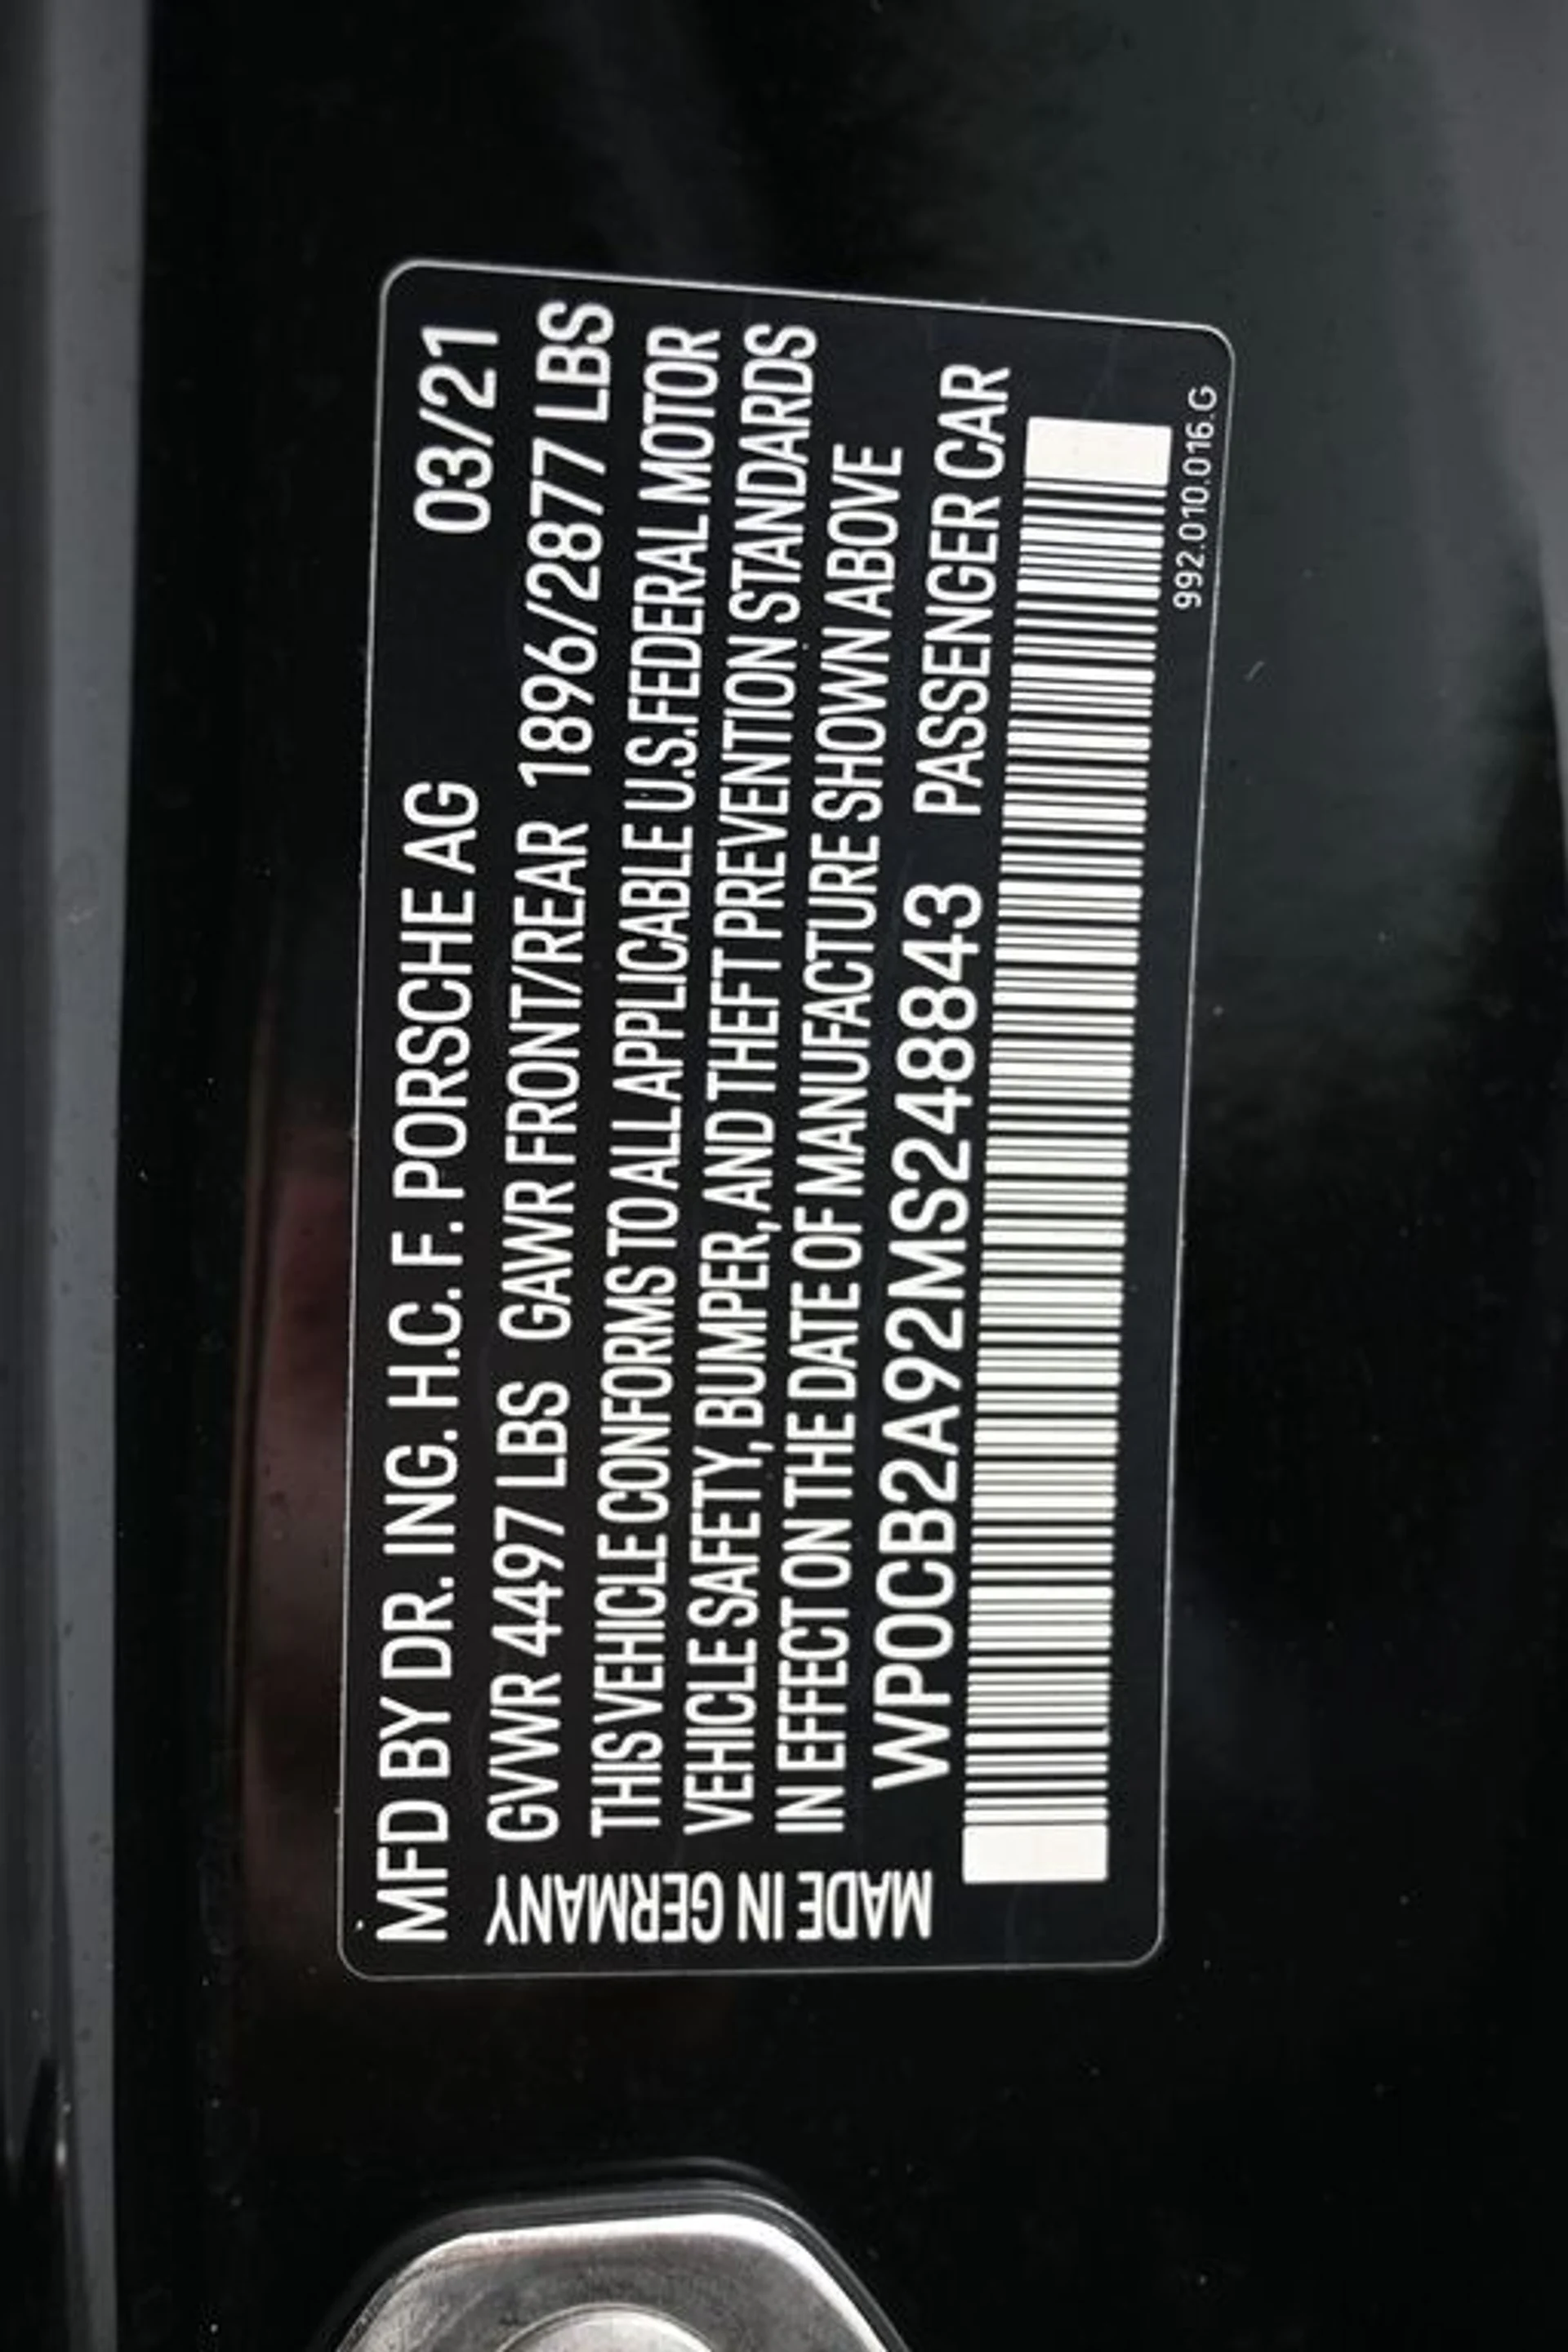 MFD BY DR. ING. H.C. F. PORSCHE AG 03/21
GVWR 4497 LBS GAWR FRONT/REAR 1896/2877 LBS
THIS VEHICLE CONFORMS TO ALL APPLICABLE U.S.FEDERAL MOTOR
VEHICLE SAFETY, BUMPER, AND THEFT PREVENTION STANDARDS
IN EFFECT ON THE DATE OF MANUFACTURE SHOWN ABOVE
WP0CB2A92MS248843 PASSENGER CAR
MADE IN GERMANY
992.010.016.G